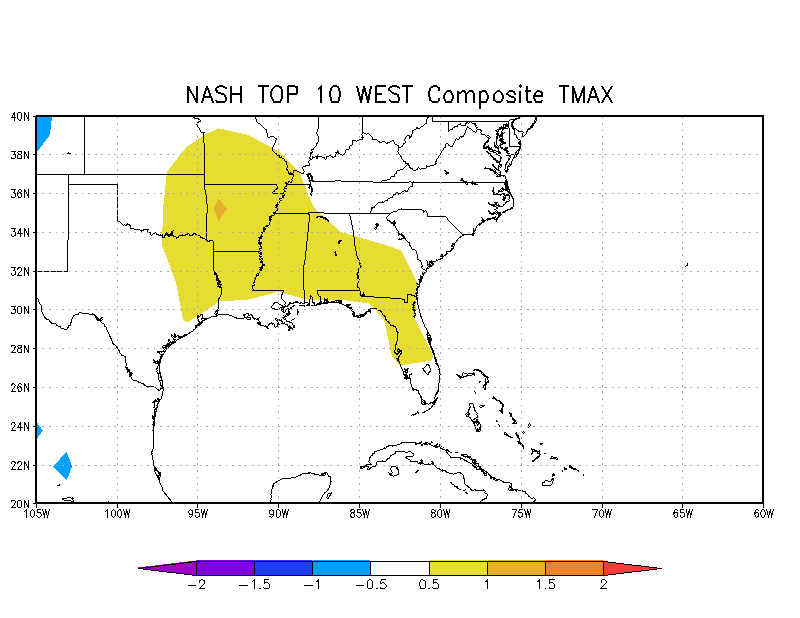 NASH TOP 10 WEST Composite TMAX
40N
38N
36N
34N
32N
30N
28N
26N
24N
22N
20N
105W 100W 95W 90W 85W 80W 75W 70W 65W 60W
−2 −1.5 −1 −0.5 0.5 1 1.5 2